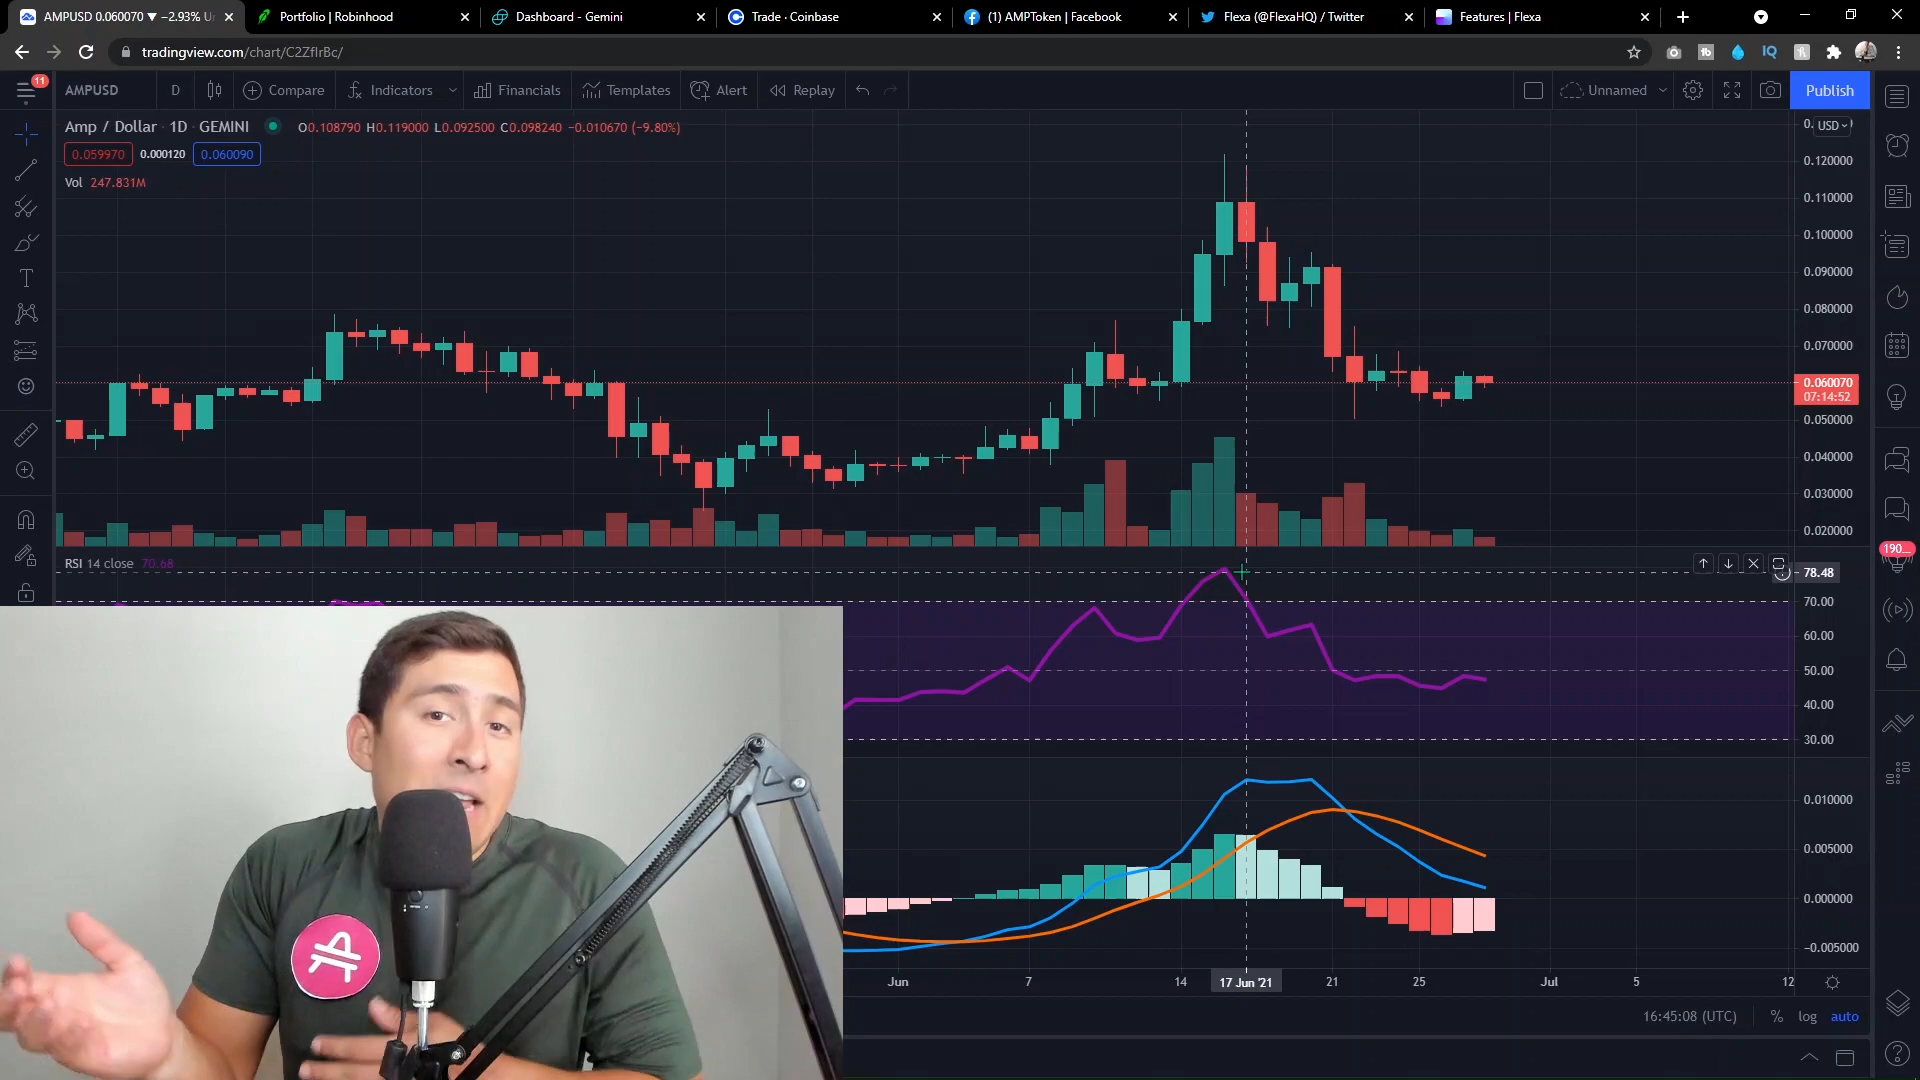 AMPUSD 0.060070 ▼ −2.93% U
Portfolio | Robinhood
Dashboard - Gemini
Trade · Coinbase
(1) AMPToken | Facebook
Flexa (@FlexaHQ) / Twitter
Features | Flexa
tradingview.com/chart/C2ZfIrBc/
11
AMPUSD
D
Compare
Indicators
Financials
Templates
Alert
Replay
Unnamed
Publish
Amp / Dollar · 1D · GEMINI
O0.108790 H0.119000 L0.092500 C0.098240 −0.010670 (−9.80%)
USD
0.059970
0.000120
0.060090
Vol 247.831M
0.120000
0.110000
0.100000
0.090000
0.080000
0.070000
0.060070
07:14:52
0.050000
0.040000
0.030000
0.020000
190...
RSI 14 close 70.68
78.48
70.00
60.00
50.00
40.00
30.00
0.010000
0.005000
0.000000
−0.005000
Jun
7
14
17 Jun '21
21
25
Jul
5
12
16:45:08 (UTC)
%
log
auto